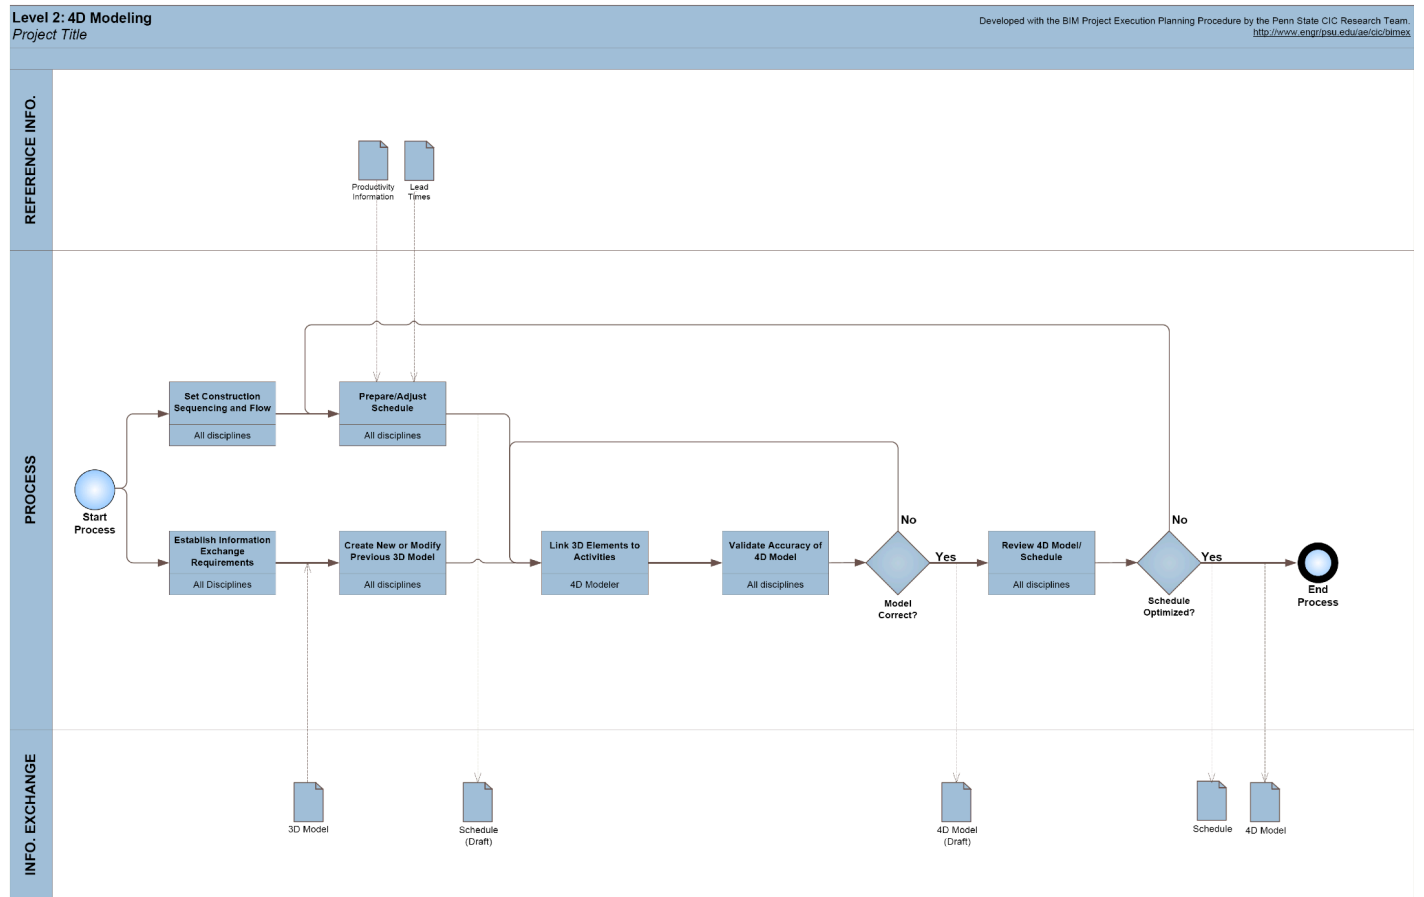 Level 2: 4D Modeling
Project Title
Developed with the BIM Project Execution Planning Procedure by the Penn State CIC Research Team.
http://www.engr/psu.edu/ae/cic/bimex
REFERENCE INFO.
Productivity
Information
Lead
Times
PROCESS
Start
Process
Set Construction
Sequencing and Flow
All disciplines
Prepare/Adjust
Schedule
All disciplines
Establish Information
Exchange
Requirements
All Disciplines
Create New or Modify
Previous 3D Model
All disciplines
Link 3D Elements to
Activities
4D Modeler
Validate Accuracy of
4D Model
All disciplines
No
Yes
Model
Correct?
Review 4D Model/
Schedule
All disciplines
No
Yes
Schedule
Optimized?
End
Process
INFO. EXCHANGE
3D Model
Schedule
(Draft)
4D Model
(Draft)
Schedule
4D Model